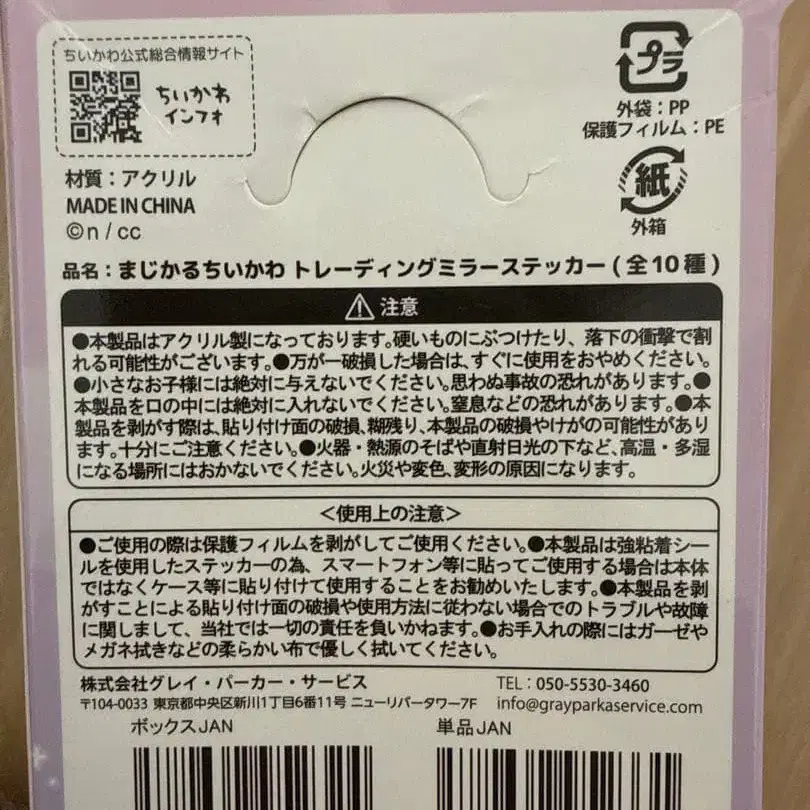 ちいかわ公式総合情報サイト
ちいかわ
インフォ
プラ
外袋：PP
保護フィルム：PE
紙
外箱
材質：アクリル
MADE IN CHINA
©n / cc
品名：まじかるちいかわ トレーディングミラーステッカー（全10種）
注意
●本製品はアクリル製になっております。硬いものにぶつけたり、落下の衝撃で割
れる可能性がございます。●万が一破損した場合は、すぐに使用をおやめください。
●小さなお子様には絶対に与えないでください。思わぬ事故の恐れがあります。●
本製品を口の中には絶対に入れないでください。窒息などの恐れがあります。●本
製品を剥がす際は、貼り付け面の破損、糊残り、本製品の破損やけがの可能性があり
ます。十分にご注意ください。●火器・熱源のそばや直射日光の下など、高温・多湿
になる場所にはおかないでください。火災や変色、変形の原因になります。
＜使用上の注意＞
●ご使用の際は保護フィルムを剥がしてご使用ください。●本製品は強粘着シー
ルを使用したステッカーの為、スマートフォン等に貼ってご使用する場合は本体
ではなくケース等に貼り付けて使用することをお勧めいたします。●本製品を剥
がすことによる貼り付け面の破損や使用方法に従わない場合でのトラブルや故障
に関しまして、当社では一切の責任を負いかねます。●お手入れの際にはガーゼや
メガネ拭きなどの柔らかい布で優しく拭いてください。
株式会社グレイ・パーカー・サービス
TEL：050-5530-3460
〒104-0033 東京都中央区新川1丁目6番11号 ニューリバータワー7F
info@grayparkaservice.com
ボックスJAN
単品JAN